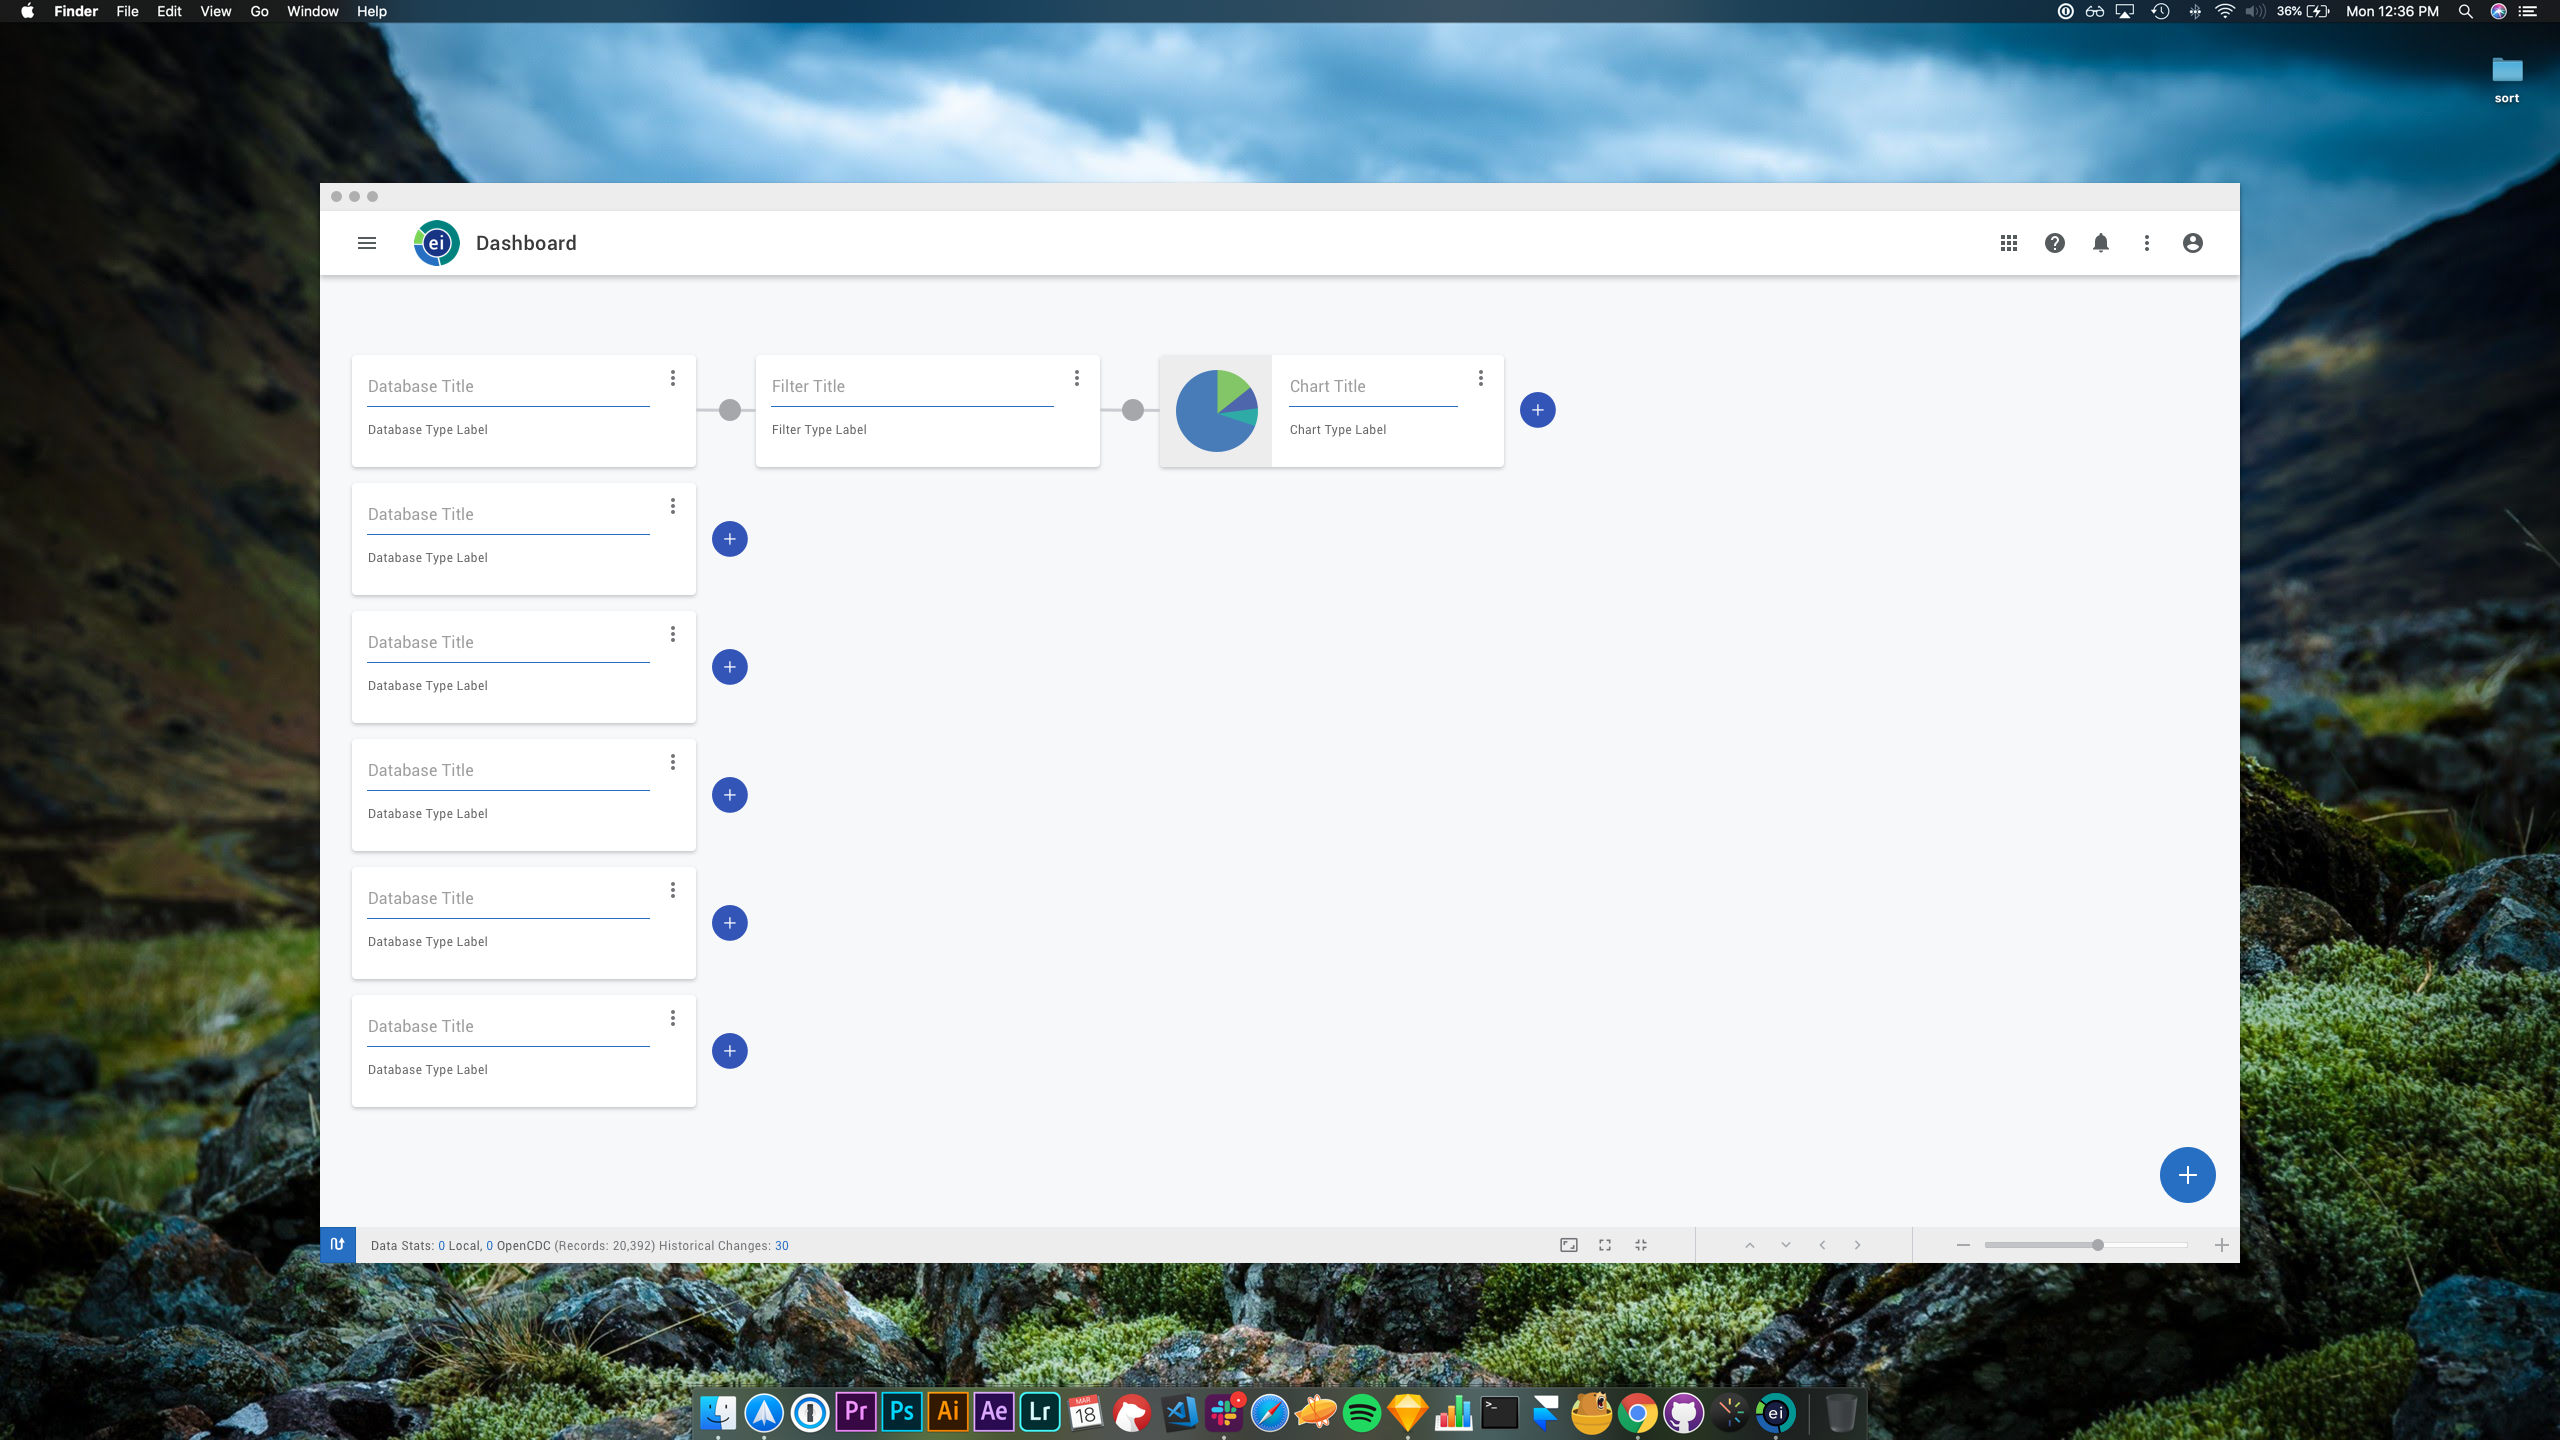 Finder File Edit View Go Window Help
36% Mon 12:36 PM
sort
ei Dashboard
Database Title
Database Type Label
Filter Title
Filter Type Label
Chart Title
Chart Type Label
Database Title
Database Type Label
Database Title
Database Type Label
Database Title
Database Type Label
Database Title
Database Type Label
Database Title
Database Type Label
Data Stats: 0 Local, 0 OpenCDC (Records: 20,392) Historical Changes: 30
Pr Ps Ai Ae Lr MAR 18 >_ ei